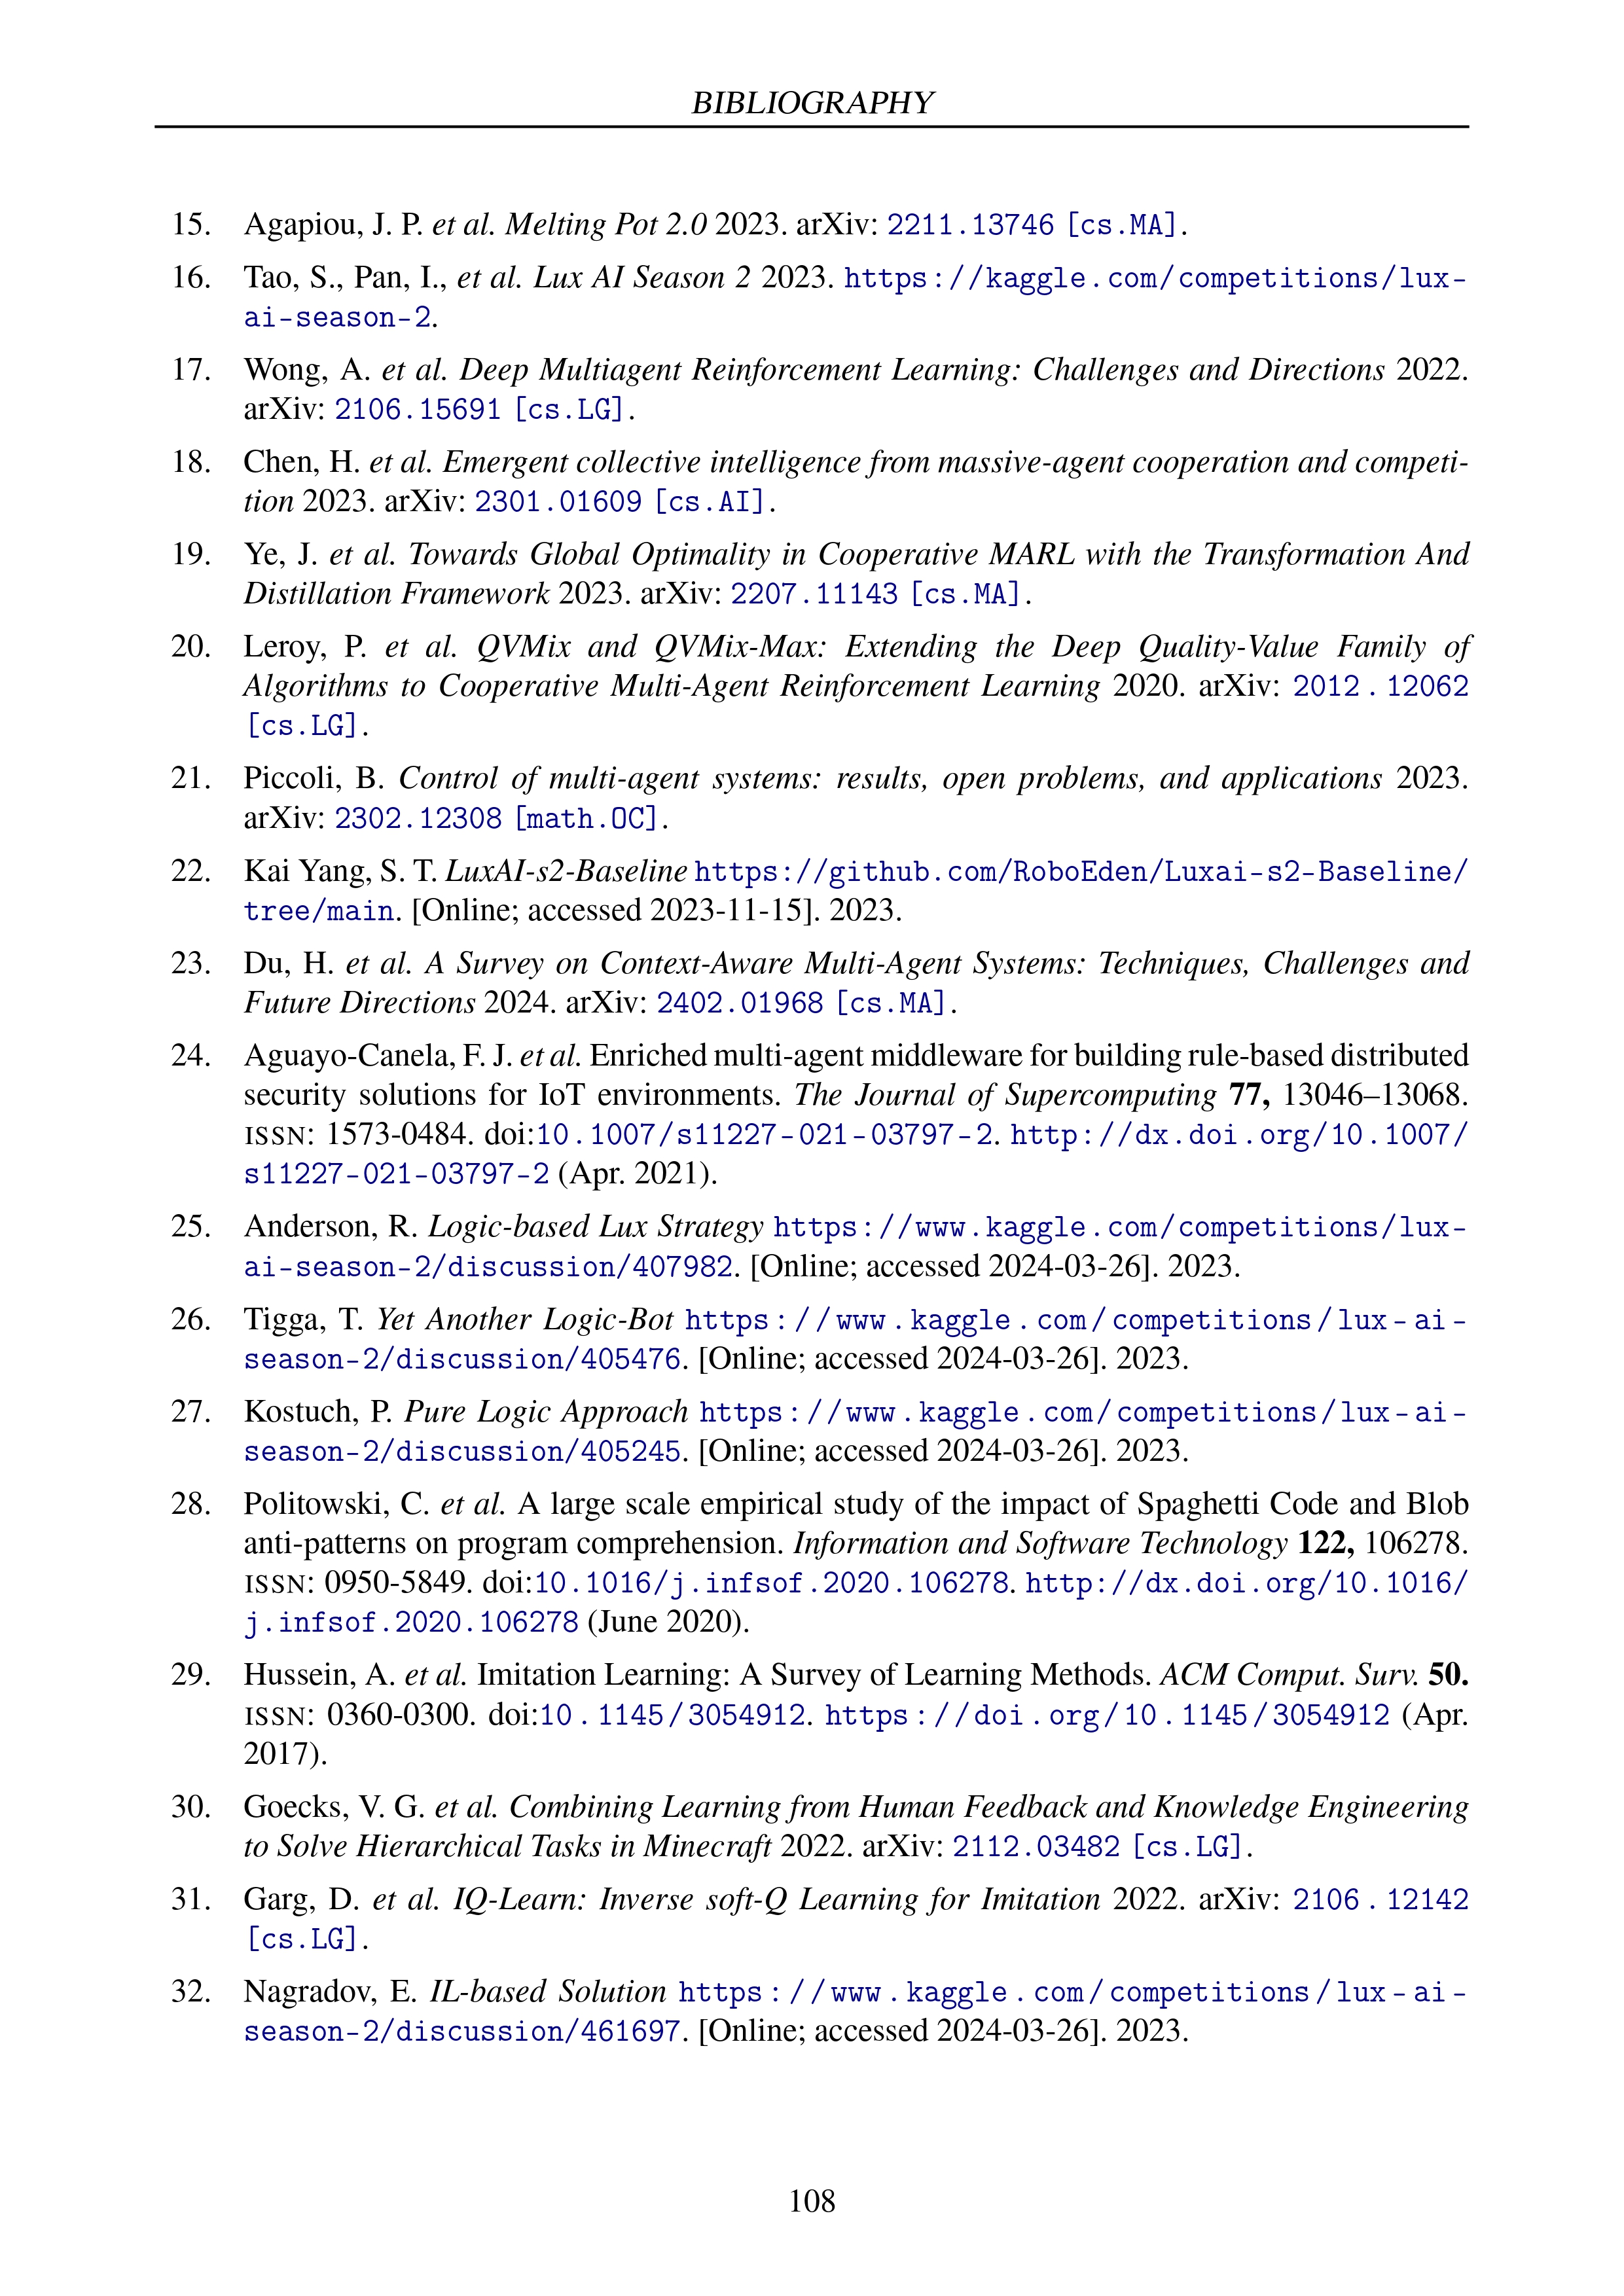 BIBLIOGRAPHY
15. Agapiou, J. P. et al. Melting Pot 2.0 2023. arXiv: 2211.13746 [cs.MA].
16. Tao, S., Pan, I., et al. Lux AI Season 2 2023. https://kaggle.com/competitions/lux-
ai-season-2.
17. Wong, A. et al. Deep Multiagent Reinforcement Learning: Challenges and Directions 2022.
arXiv: 2106.15691 [cs.LG].
18. Chen, H. et al. Emergent collective intelligence from massive-agent cooperation and competi-
tion 2023. arXiv: 2301.01609 [cs.AI].
19. Ye, J. et al. Towards Global Optimality in Cooperative MARL with the Transformation And
Distillation Framework 2023. arXiv: 2207.11143 [cs.MA].
20. Leroy, P. et al. QVMix and QVMix-Max: Extending the Deep Quality-Value Family of
Algorithms to Cooperative Multi-Agent Reinforcement Learning 2020. arXiv: 2012.12062
[cs.LG].
21. Piccoli, B. Control of multi-agent systems: results, open problems, and applications 2023.
arXiv: 2302.12308 [math.OC].
22. Kai Yang, S. T. LuxAI-s2-Baseline https://github.com/RoboEden/Luxai-s2-Baseline/
tree/main. [Online; accessed 2023-11-15]. 2023.
23. Du, H. et al. A Survey on Context-Aware Multi-Agent Systems: Techniques, Challenges and
Future Directions 2024. arXiv: 2402.01968 [cs.MA].
24. Aguayo-Canela, F. J. et al. Enriched multi-agent middleware for building rule-based distributed
security solutions for IoT environments. The Journal of Supercomputing 77, 13046–13068.
ISSN: 1573-0484. doi:10.1007/s11227-021-03797-2. http://dx.doi.org/10.1007/
s11227-021-03797-2 (Apr. 2021).
25. Anderson, R. Logic-based Lux Strategy https://www.kaggle.com/competitions/lux-
ai-season-2/discussion/407982. [Online; accessed 2024-03-26]. 2023.
26. Tigga, T. Yet Another Logic-Bot https://www.kaggle.com/competitions/lux-ai-
season-2/discussion/405476. [Online; accessed 2024-03-26]. 2023.
27. Kostuch, P. Pure Logic Approach https://www.kaggle.com/competitions/lux-ai-
season-2/discussion/405245. [Online; accessed 2024-03-26]. 2023.
28. Politowski, C. et al. A large scale empirical study of the impact of Spaghetti Code and Blob
anti-patterns on program comprehension. Information and Software Technology 122, 106278.
ISSN: 0950-5849. doi:10.1016/j.infsof.2020.106278. http://dx.doi.org/10.1016/
j.infsof.2020.106278 (June 2020).
29. Hussein, A. et al. Imitation Learning: A Survey of Learning Methods. ACM Comput. Surv. 50.
ISSN: 0360-0300. doi:10.1145/3054912. https://doi.org/10.1145/3054912 (Apr.
2017).
30. Goecks, V. G. et al. Combining Learning from Human Feedback and Knowledge Engineering
to Solve Hierarchical Tasks in Minecraft 2022. arXiv: 2112.03482 [cs.LG].
31. Garg, D. et al. IQ-Learn: Inverse soft-Q Learning for Imitation 2022. arXiv: 2106.12142
[cs.LG].
32. Nagradov, E. IL-based Solution https://www.kaggle.com/competitions/lux-ai-
season-2/discussion/461697. [Online; accessed 2024-03-26]. 2023.
108